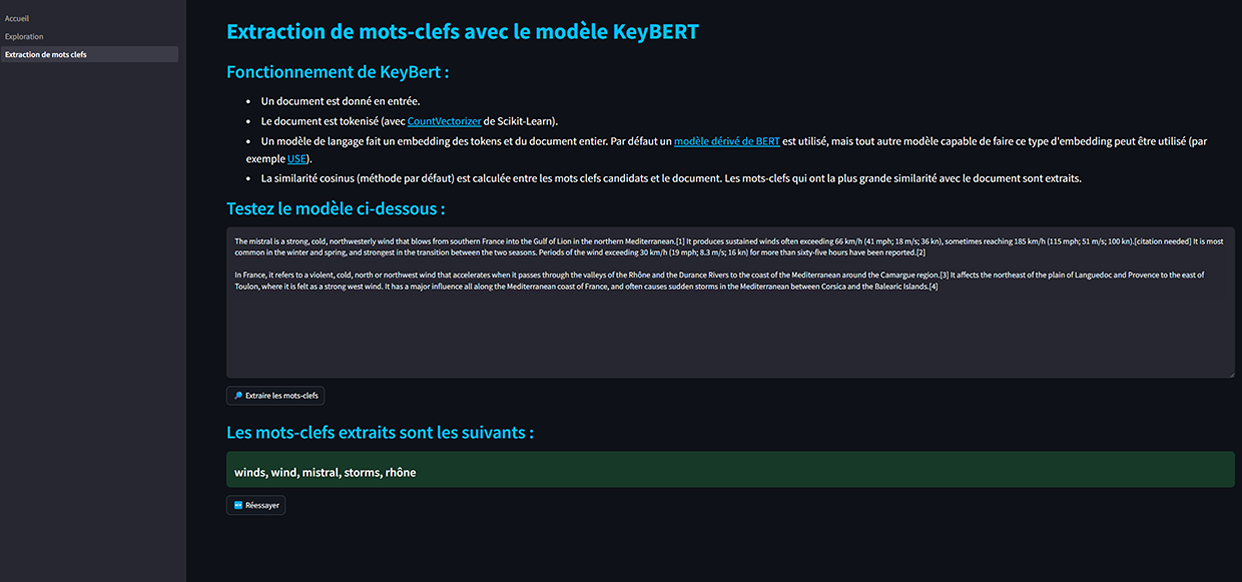 Accueil
Exploration
Extraction de mots clefs
Extraction de mots-clefs avec le modèle KeyBERT
Fonctionnement de KeyBert :
Un document est donné en entrée.
Le document est tokenisé (avec CountVectorizer de Scikit-Learn).
Un modèle de langage fait un embedding des tokens et du document entier. Par défaut un modèle dérivé de BERT est utilisé, mais tout autre modèle capable de faire ce type d'embedding peut être utilisé (par
exemple USE).
La similarité cosinus (méthode par défaut) est calculée entre les mots clefs candidats et le document. Les mots-clefs qui ont la plus grande similarité avec le document sont extraits.
Testez le modèle ci-dessous :
The mistral is a strong, cold, northwesterly wind that blows from southern France into the Gulf of Lion in the northern Mediterranean.[1] It produces sustained winds often exceeding 66 km/h (41 mph; 18 m/s; 36 kn), sometimes reaching 185 km/h (115 mph; 51 m/s; 100 kn).[citation needed] It is most
common in the winter and spring, and strongest in the transition between the two seasons. Periods of the wind exceeding 30 km/h (19 mph; 8.3 m/s; 16 kn) for more than sixty-five hours have been reported.[2]
In France, it refers to a violent, cold, north or northwest wind that accelerates when it passes through the valleys of the Rhône and the Durance Rivers to the coast of the Mediterranean around the Camargue region.[3] It affects the northeast of the plain of Languedoc and Provence to the east of
Toulon, where it is felt as a strong west wind. It has a major influence all along the Mediterranean coast of France, and often causes sudden storms in the Mediterranean between Corsica and the Balearic Islands.[4]
Extraire les mots-clefs
Les mots-clefs extraits sont les suivants :
winds, wind, mistral, storms, rhône
Réessayer